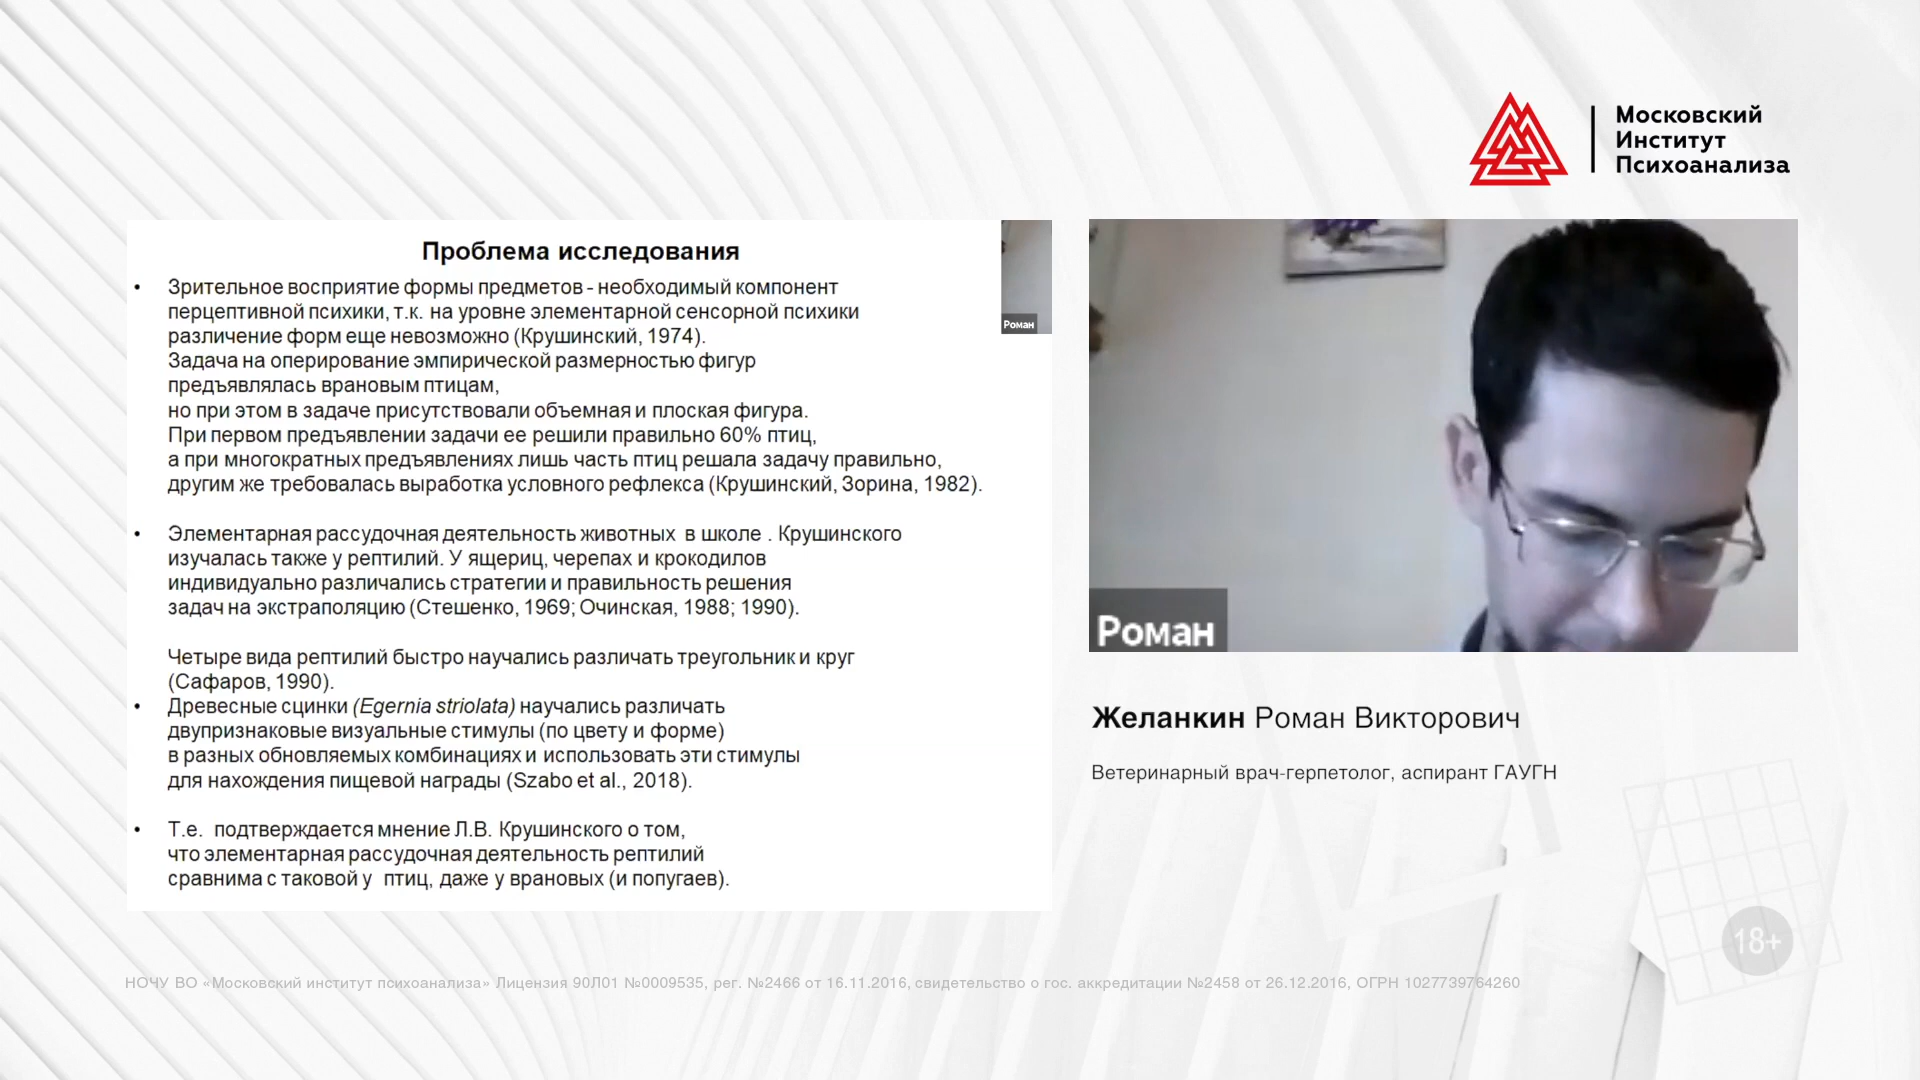 Московский
Институт
Психоанализа
Проблема исследования
• Зрительное восприятие формы предметов - необходимый компонент
перцептивной психики, т.к. на уровне элементарной сенсорной психики
различение форм еще невозможно (Крушинский, 1974).
Задача на оперирование эмпирической размерностью фигур
предъявлялась врановым птицам,
но при этом в задаче присутствовали объемная и плоская фигура.
При первом предъявлении задачи ее решили правильно 60% птиц,
а при многократных предъявлениях лишь часть птиц решала задачу правильно,
другим же требовалась выработка условного рефлекса (Крушинский, Зорина, 1982).
• Элементарная рассудочная деятельность животных в школе . Крушинского
изучалась также у рептилий. У ящериц, черепах и крокодилов
индивидуально различались стратегии и правильность решения
задач на экстраполяцию (Стешенко, 1969; Очинская, 1988; 1990).
Четыре вида рептилий быстро научались различать треугольник и круг
(Сафаров, 1990).
• Древесные сцинки (Egernia striolata) научались различать
двупризнаковые визуальные стимулы (по цвету и форме)
в разных обновляемых комбинациях и использовать эти стимулы
для нахождения пищевой награды (Szabo et al., 2018).
• Т.е. подтверждается мнение Л.В. Крушинского о том,
что элементарная рассудочная деятельность рептилий
сравнима с таковой у птиц, даже у врановых (и попугаев).
Роман
Роман
Желанкин Роман Викторович
Ветеринарный врач-герпетолог, аспирант ГАУГН
18+
НОЧУ ВО «Московский институт психоанализа» Лицензия 90Л01 №0009535, рег. №2466 от 16.11.2016, свидетельство о гос. аккредитации №2458 от 26.12.2016, ОГРН 1027739764260